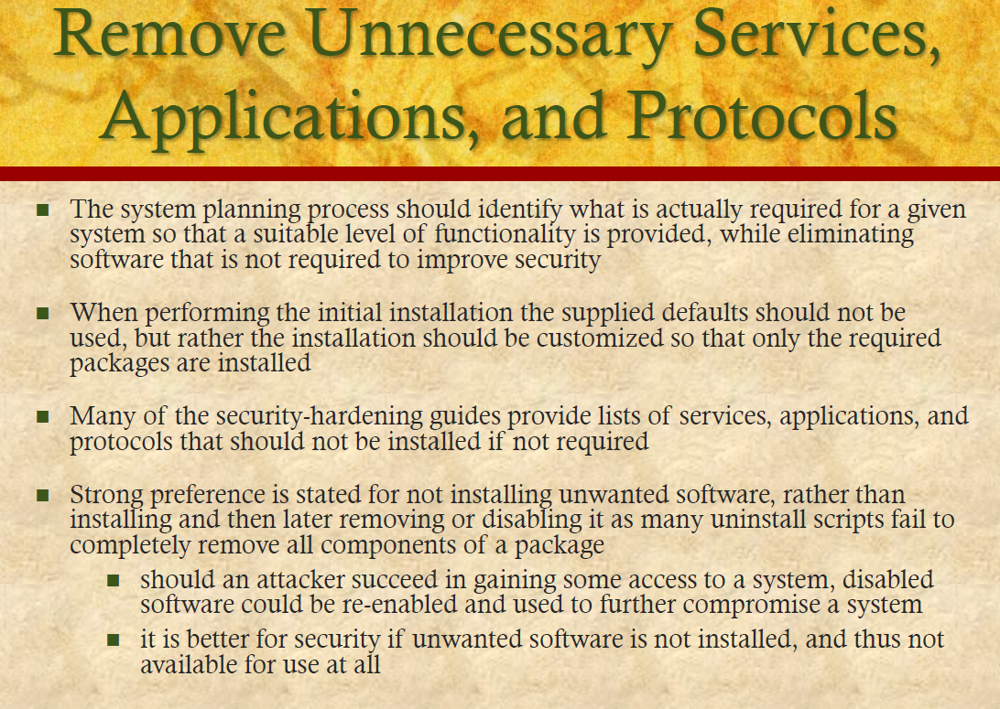 Remove Unnecessary Services,
Applications, and Protocols
■ The system planning process should identify what is actually required for a given
system so that a suitable level of functionality is provided, while eliminating
software that is not required to improve security
■ When performing the initial installation the supplied defaults should not be
used, but rather the installation should be customized so that only the required
packages are installed
■ Many of the security-hardening guides provide lists of services, applications, and
protocols that should not be installed if not required
■ Strong preference is stated for not installing unwanted software, rather than
installing and then later removing or disabling it as many uninstall scripts fail to
completely remove all components of a package
■ should an attacker succeed in gaining some access to a system, disabled
software could be re-enabled and used to further compromise a system
■ it is better for security if unwanted software is not installed, and thus not
available for use at all